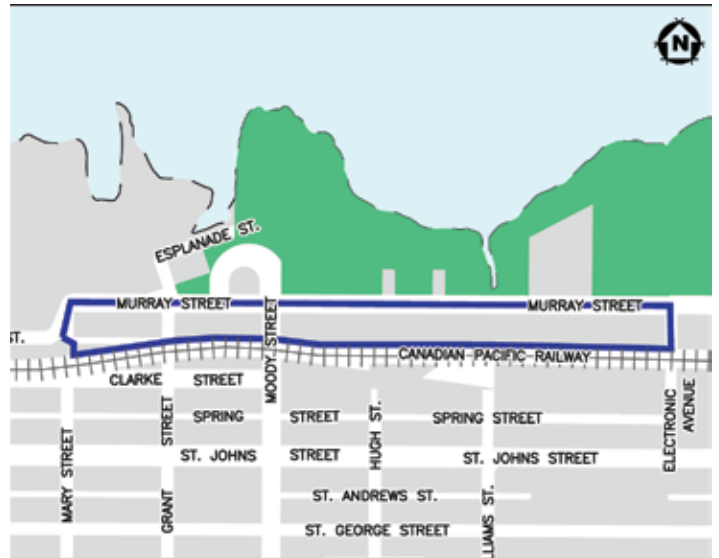 N
ESPLANADE ST.
MURRAY STREET
MURRAY STREET
ST.
CANADIAN PACIFIC RAILWAY
MOODY STREET
CLARKE STREET
SPRING STREET
SPRING STREET
ST. JOHNS STREET
ST. JOHNS STREET
ST. ANDREWS ST.
ST. GEORGE STREET
MARY STREET
GRANT STREET
HUGH ST.
LLIAMS ST.
ELECTRONIC
AVENUE